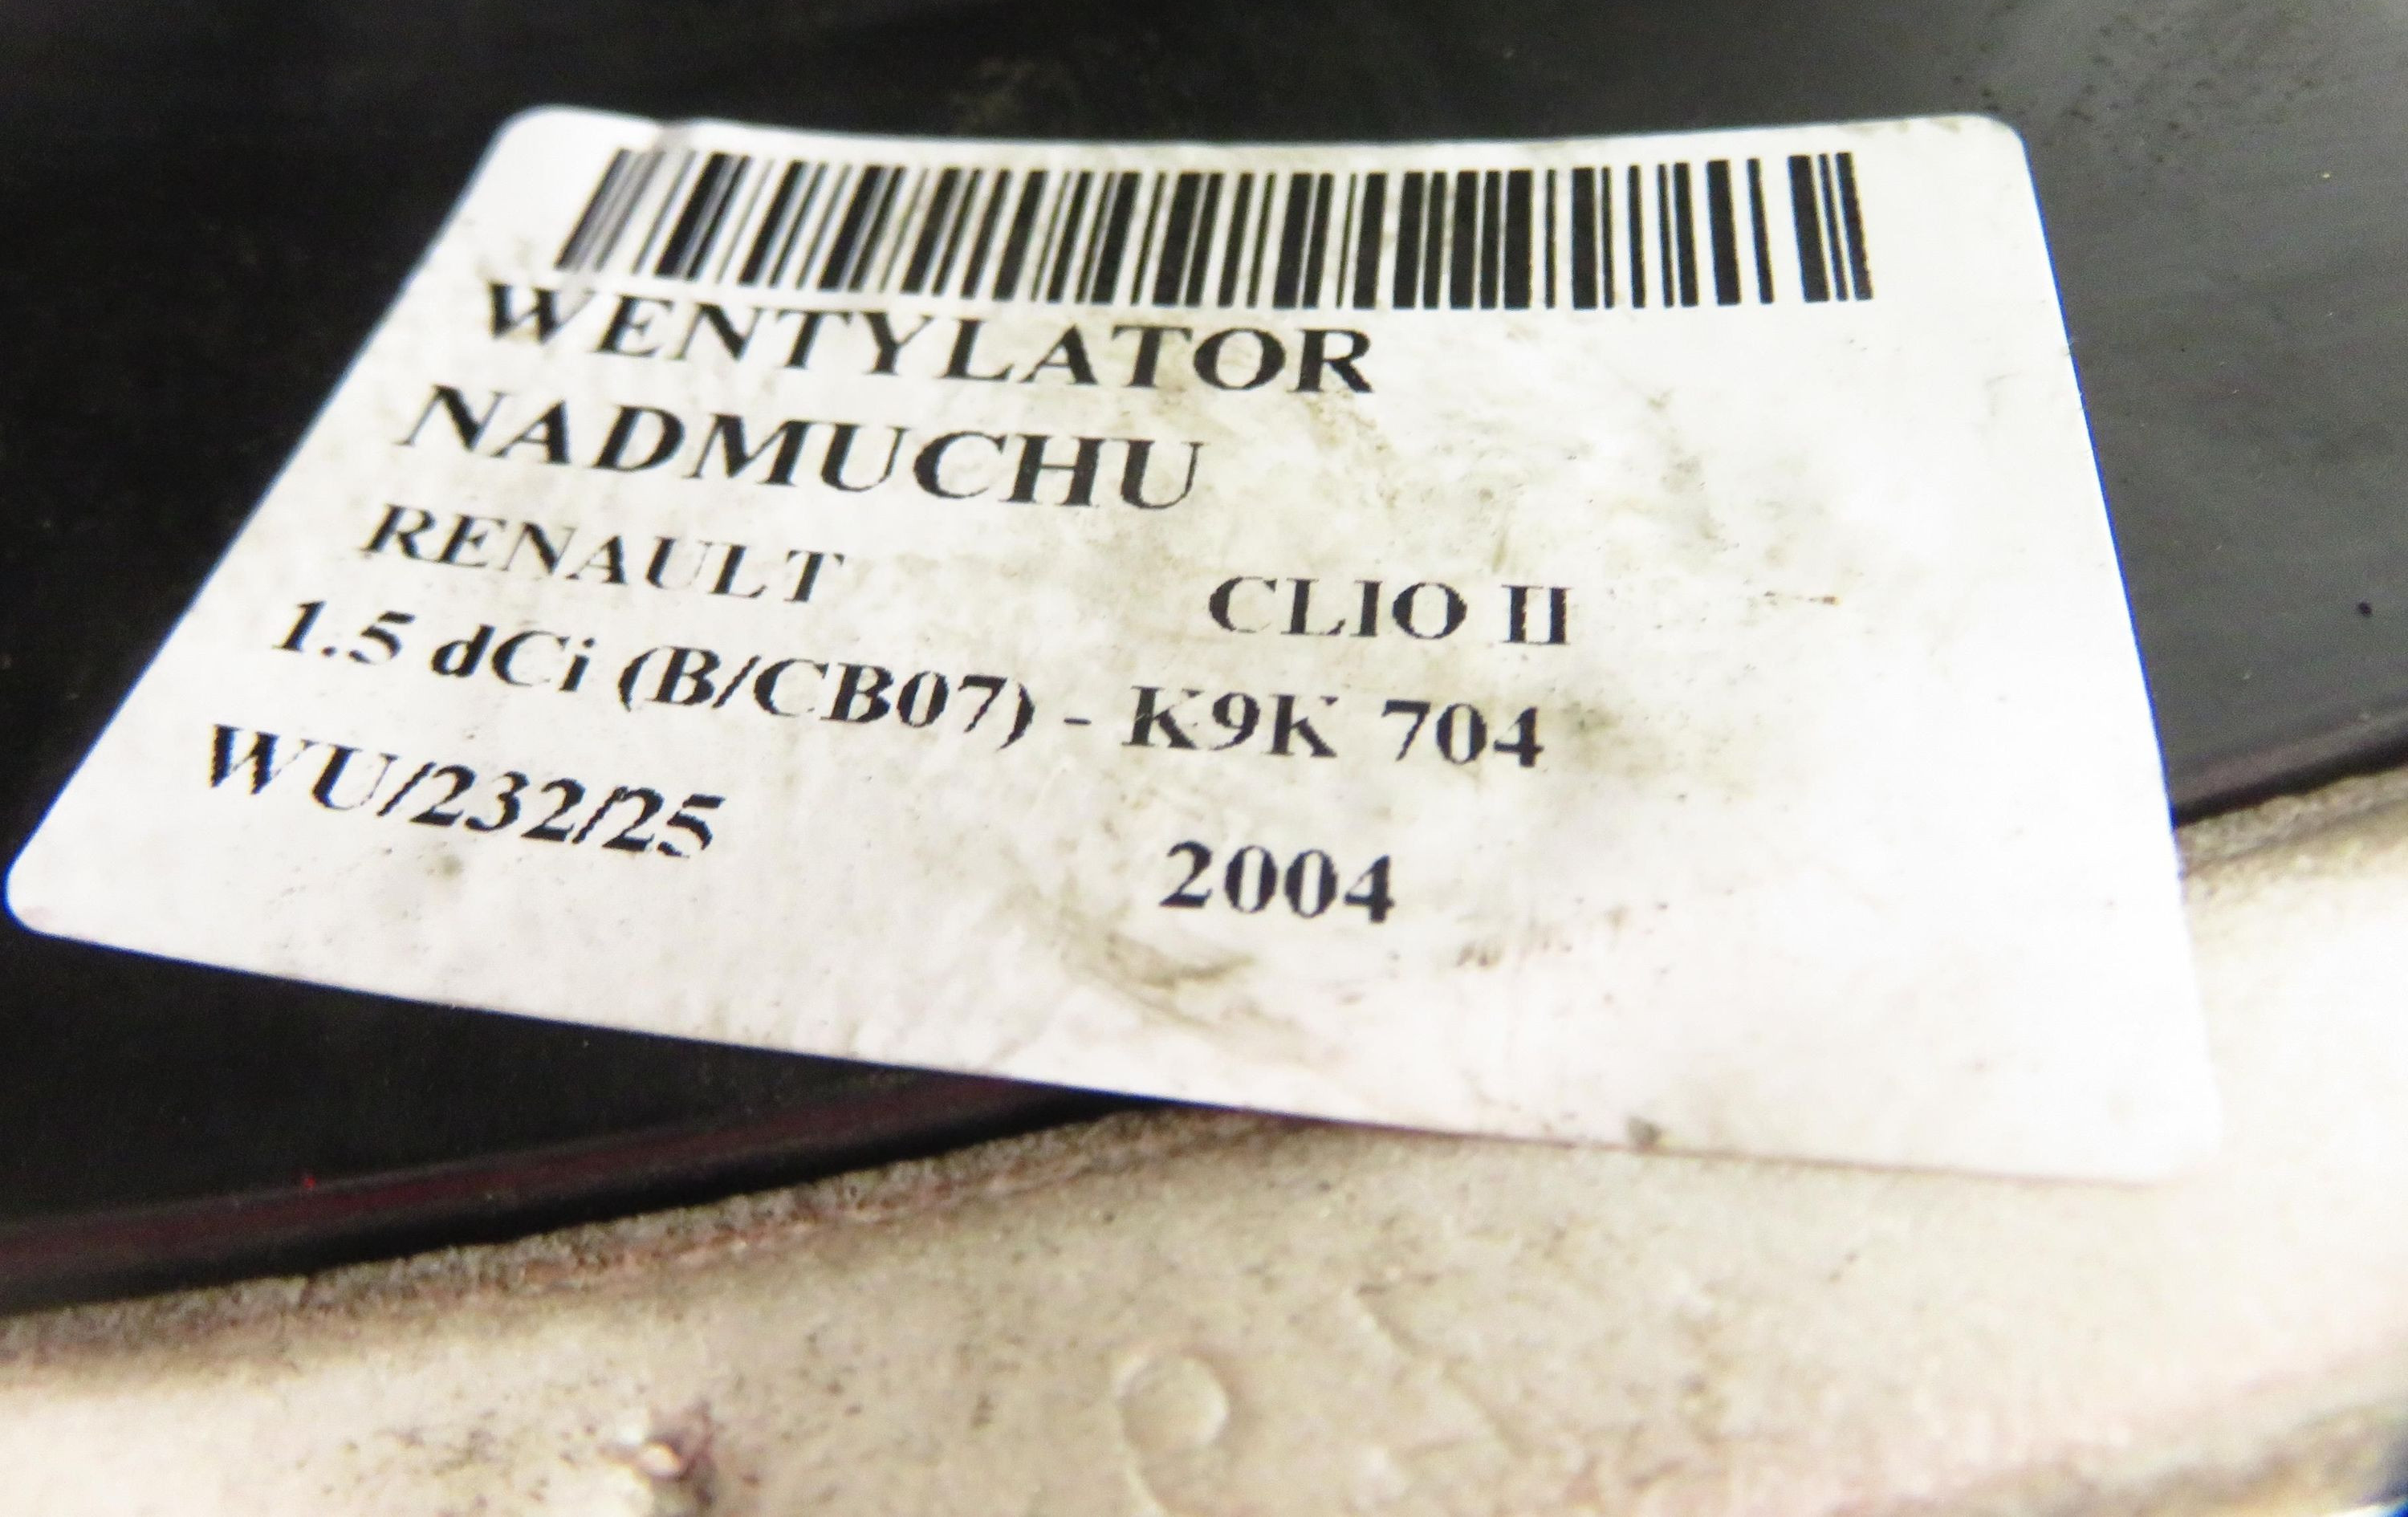 WENTYLATOR
NADMUCHU
RENAULT CLIO II
1.5 dCi (B/CB07) - K9K 704
WU/232/25 2004